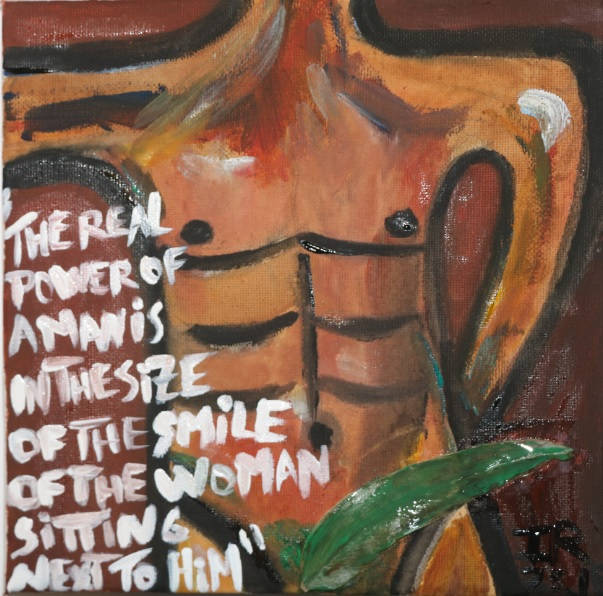 "THE REAL
POWER OF
A MAN iS
IN THE SIZE
OF THE SMiLE
OF THE WOMAN
SiTTING
NEXT TO HiM"